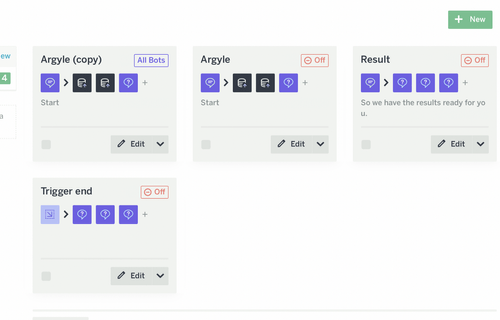 New
ew
4
a
Argyle (copy)
All Bots
Start
Edit
Argyle
Off
Start
Edit
Result
Off
So we have the results ready for yo
u.
Edit
Trigger end
Off
Edit